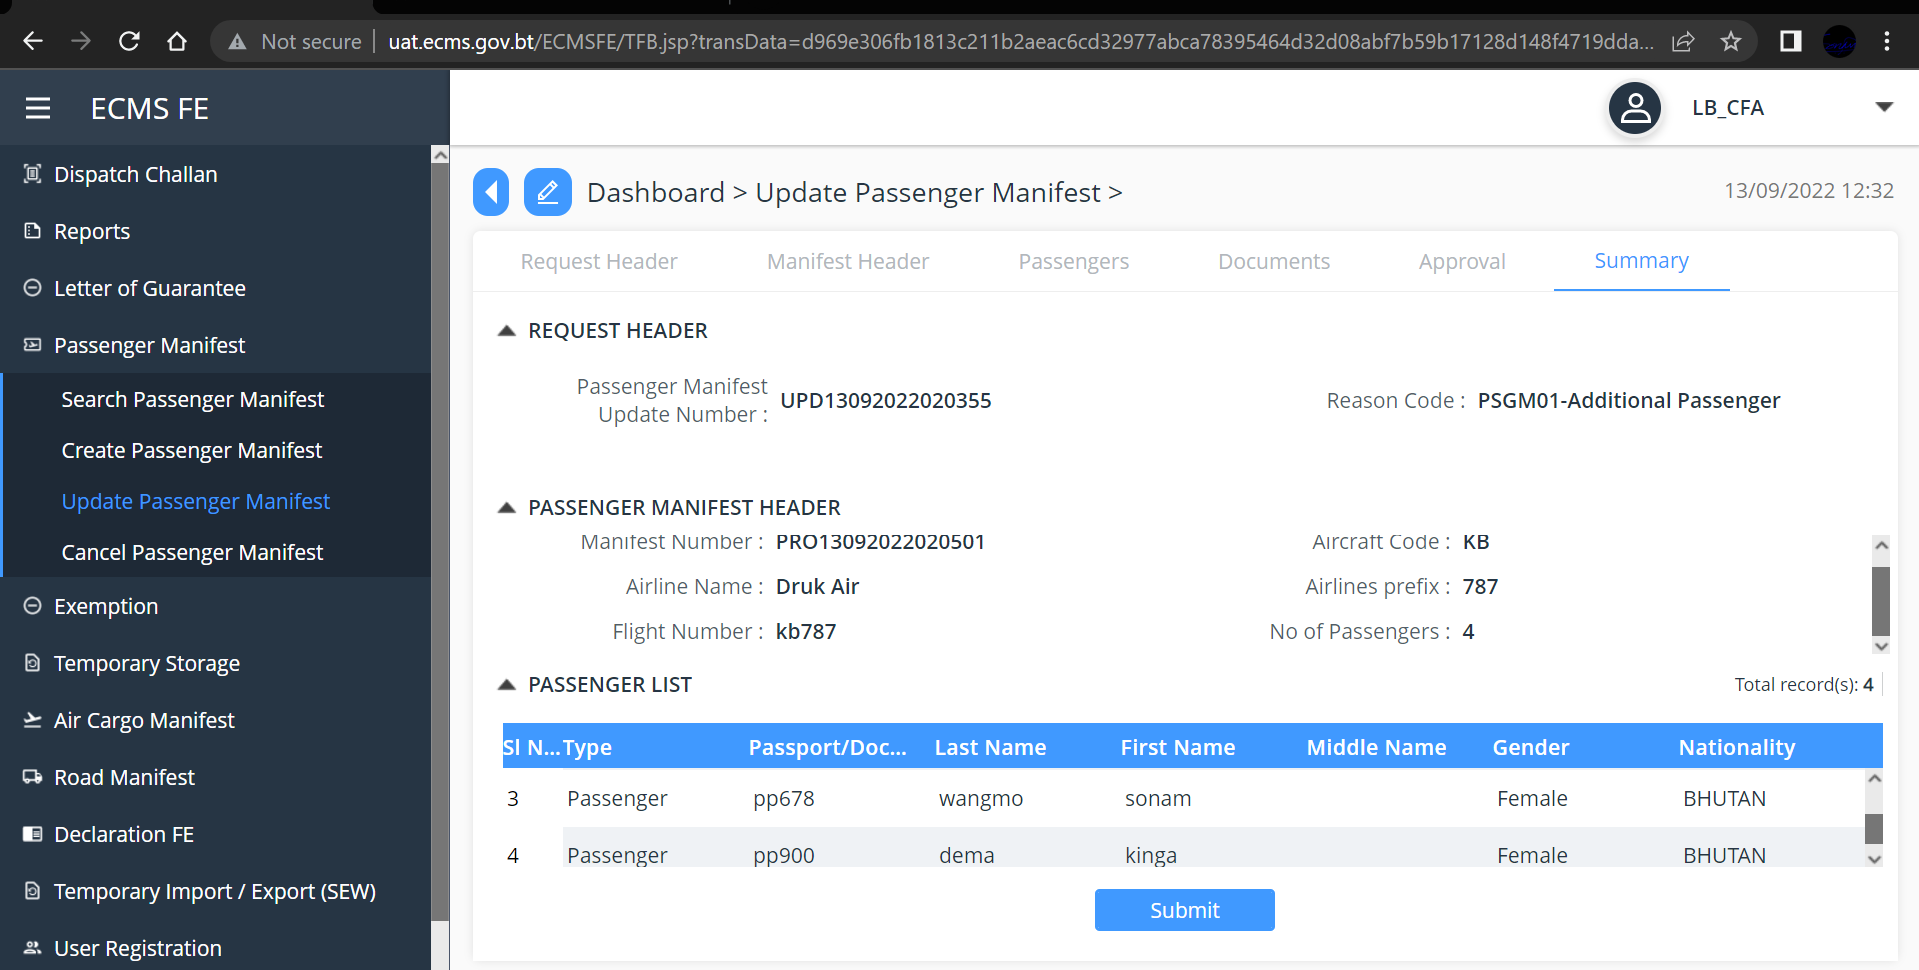 Not secure | uat.ecms.gov.bt/ECMSFE/TFB.jsp?transData=d969e306fb1813c211b2aeac6cd32977abca78395464d32d08abf7b59b17128d148f4719dda...
ECMS FE
LB_CFA
Dispatch Challan
Reports
Letter of Guarantee
Passenger Manifest
Search Passenger Manifest
Create Passenger Manifest
Update Passenger Manifest
Cancel Passenger Manifest
Exemption
Temporary Storage
Air Cargo Manifest
Road Manifest
Declaration FE
Temporary Import / Export (SEW)
User Registration
Dashboard > Update Passenger Manifest >
13/09/2022 12:32
Request Header Manifest Header Passengers Documents Approval Summary
REQUEST HEADER
Passenger Manifest
Update Number : UPD13092022020355 Reason Code : PSGM01-Additional Passenger
PASSENGER MANIFEST HEADER
Manifest Number : PRO13092022020501 Aircraft Code : KB
Airline Name : Druk Air Airlines prefix : 787
Flight Number : kb787 No of Passengers : 4
PASSENGER LIST Total record(s): 4
Sl N... Type Passport/Doc... Last Name First Name Middle Name Gender Nationality
3 Passenger pp678 wangmo sonam Female BHUTAN
4 Passenger pp900 dema kinga Female BHUTAN
Submit